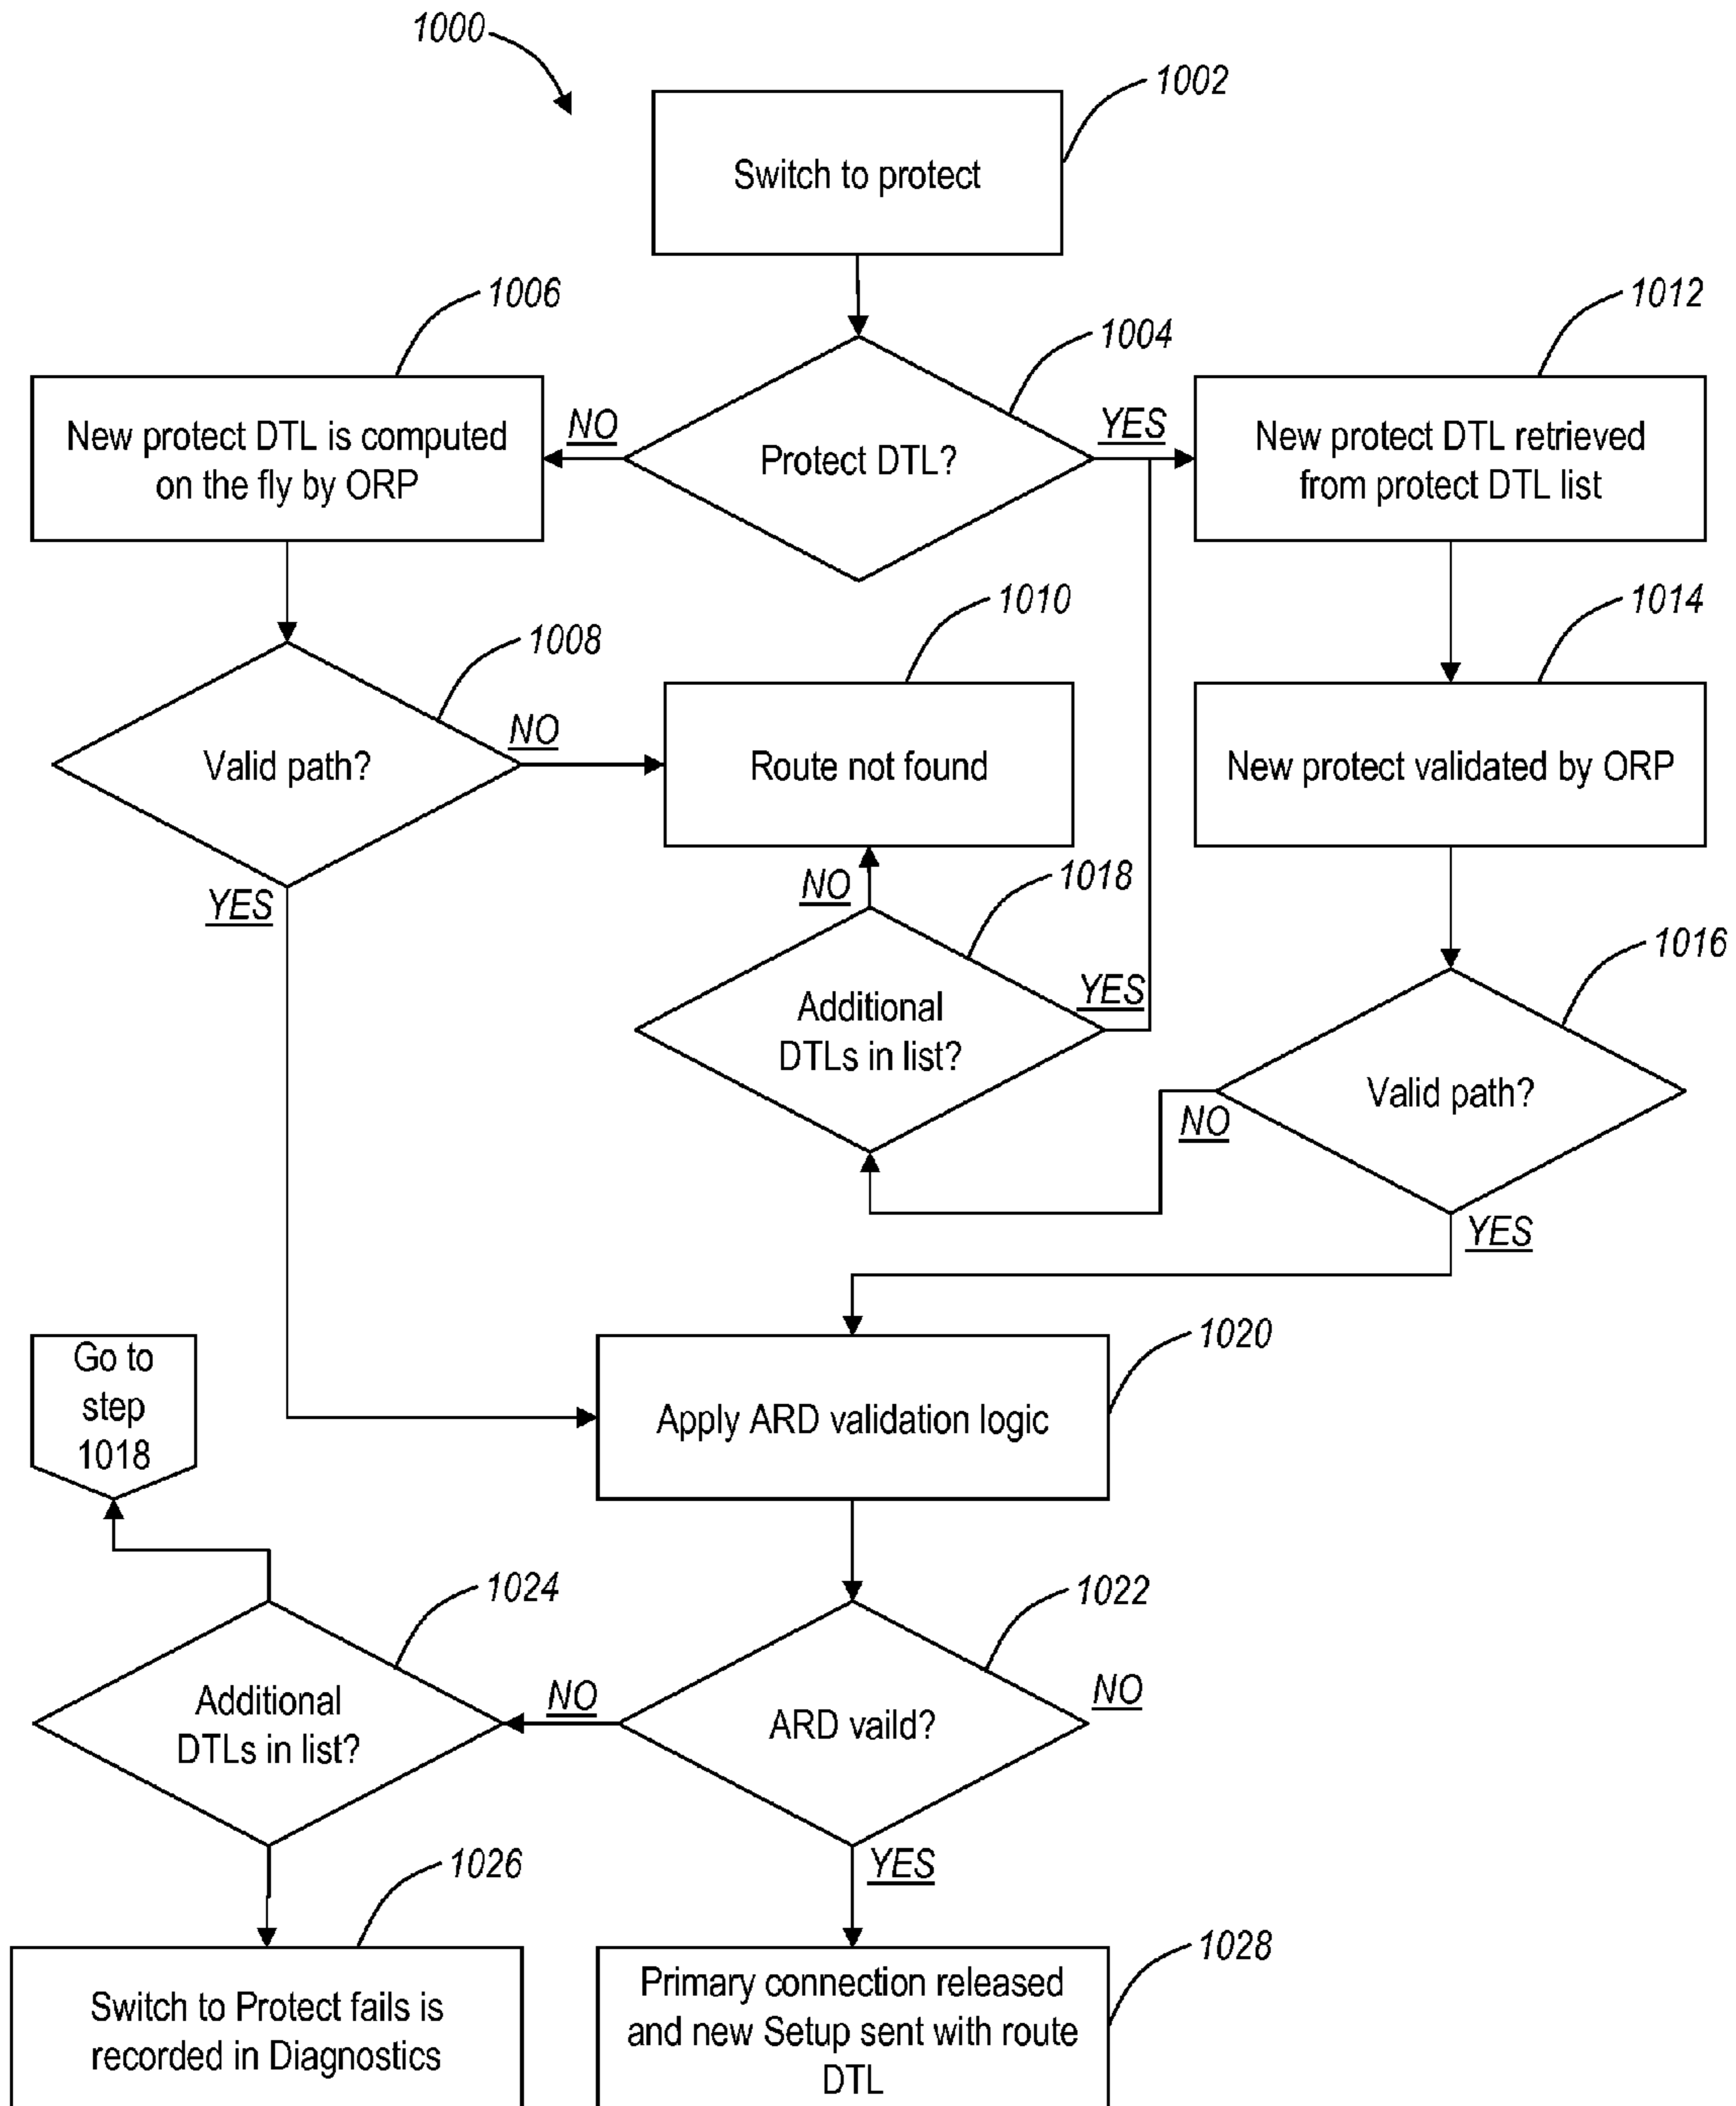 1000
1002
Switch to protect
1006
1004
1012
New protect DTL is computed
on the fly by ORP
NO
Protect DTL?
YES
New protect DTL retrieved
from protect DTL list
1008
1010
1014
Valid path?
NO
Route not found
New protect validated by ORP
YES
NO
1018
1016
Additional
DTLs in list?
YES
Valid path?
NO
YES
Go to
step
1018
1020
Apply ARD validation logic
1024
1022
Additional
DTLs in list?
NO
ARD vaild?
NO
YES
1026
1028
Switch to Protect fails is
recorded in Diagnostics
Primary connection released
and new Setup sent with route
DTL